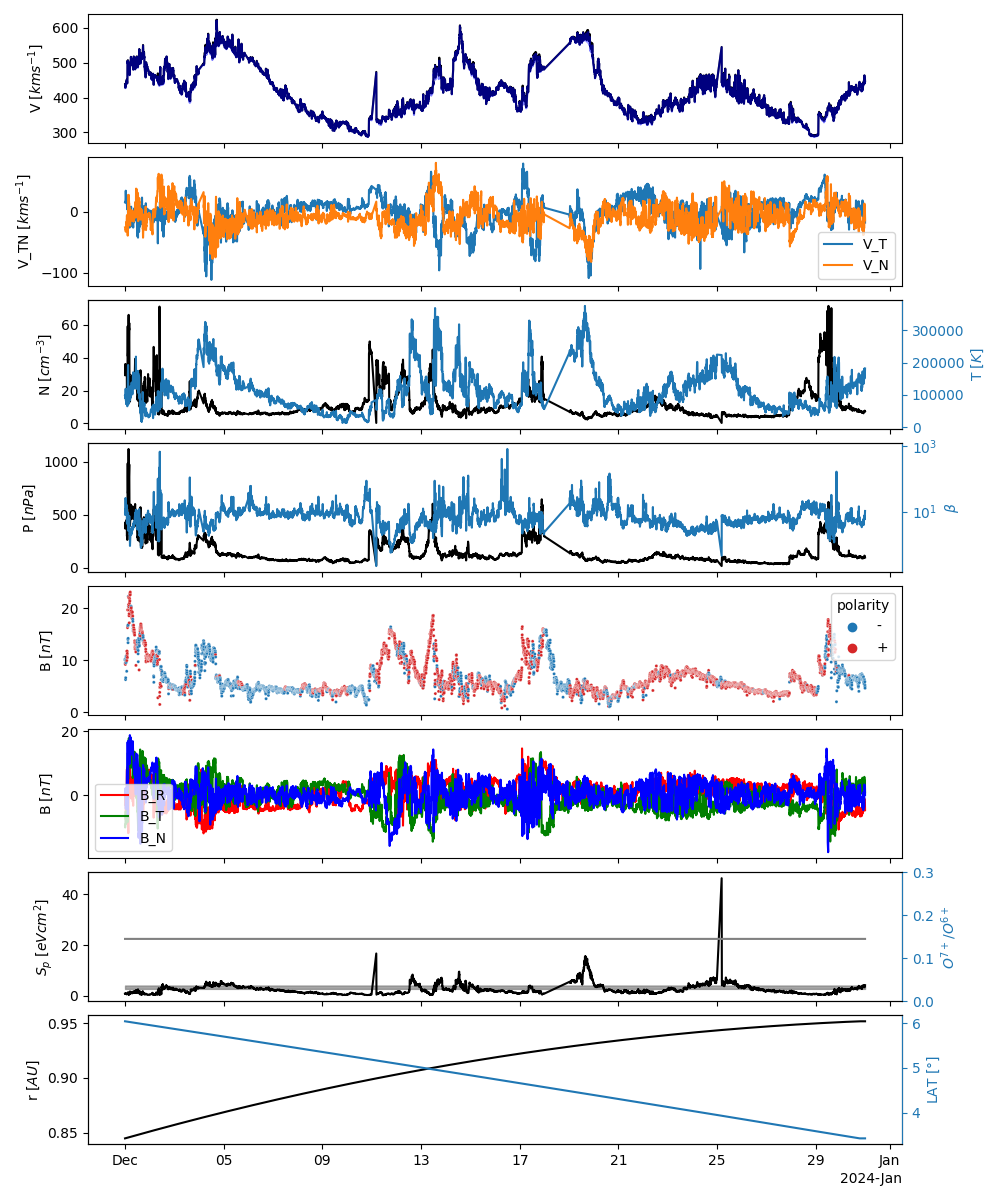 600
500
400
300
V [kms⁻¹]
0
−100
V_TN [kms⁻¹]
V_T
V_N
60
40
20
0
N [cm⁻³]
300000
200000
100000
0
T [K]
1000
500
0
P [nPa]
10³
10¹
β
20
10
0
B [nT]
polarity
-
+
20
0
B [nT]
B_R
B_T
B_N
40
20
0
Sₚ [eVcm²]
0.3
0.2
0.1
0.0
O⁷⁺/O⁶⁺
0.95
0.90
0.85
r [AU]
6
5
4
LAT [°]
Dec 05 09 13 17 21 25 29 Jan
2024-Jan